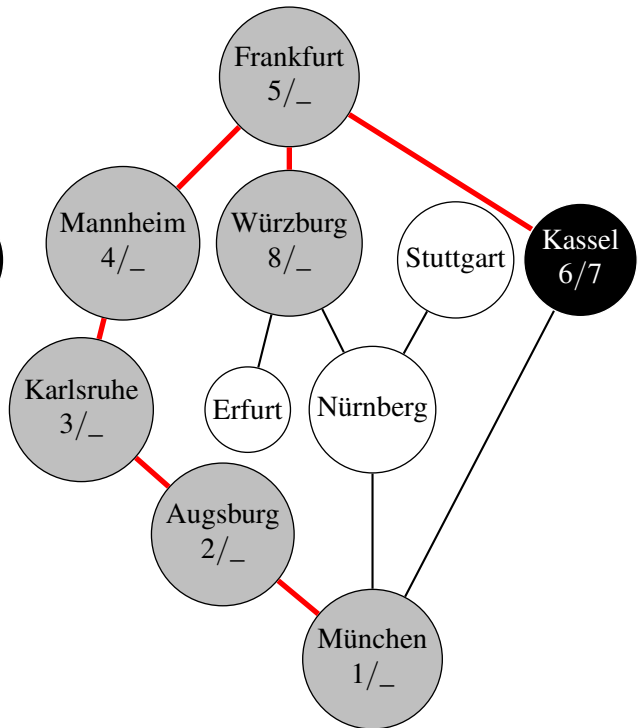 Frankfurt
5/_
Mannheim
4/_
Würzburg
8/_
Stuttgart
Kassel
6/7
Karlsruhe
3/_
Erfurt
Nürnberg
Augsburg
2/_
München
1/_